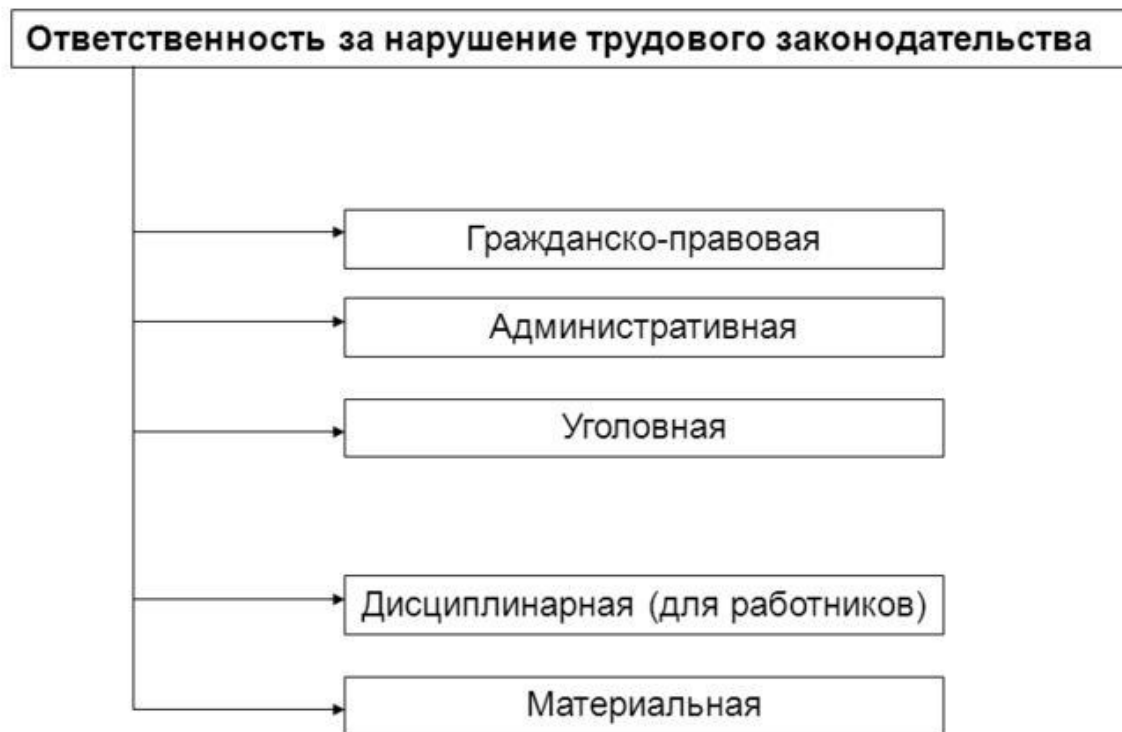 Ответственность за нарушение трудового законодательства
Гражданско-правовая
Административная
Уголовная
Дисциплинарная (для работников)
Материальная